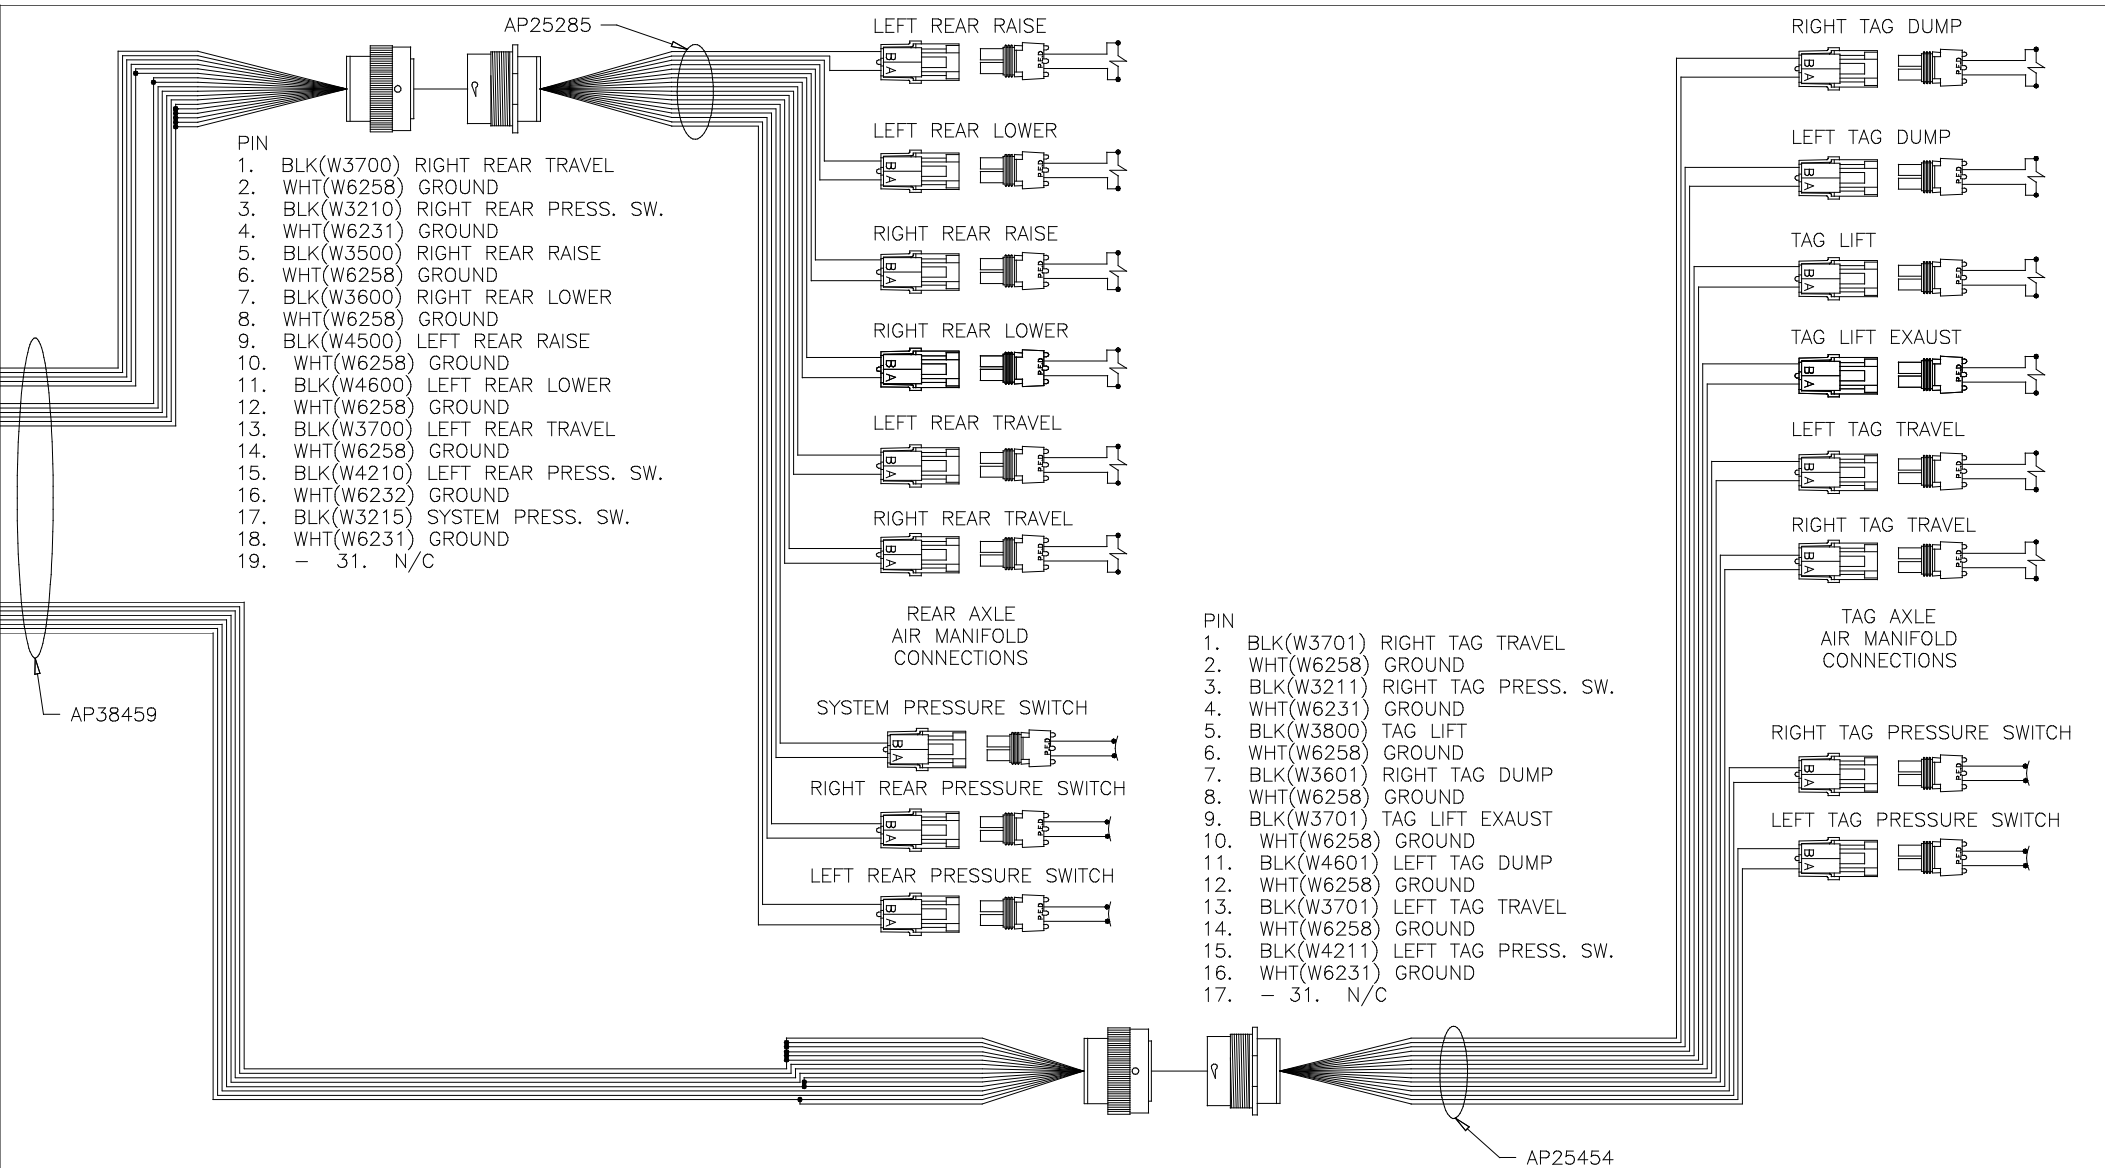 AP25285
PIN
1. BLK(W3700) RIGHT REAR TRAVEL
2. WHT(W6258) GROUND
3. BLK(W3210) RIGHT REAR PRESS. SW.
4. WHT(W6231) GROUND
5. BLK(W3500) RIGHT REAR RAISE
6. WHT(W6258) GROUND
7. BLK(W3600) RIGHT REAR LOWER
8. WHT(W6258) GROUND
9. BLK(W4500) LEFT REAR RAISE
10. WHT(W6258) GROUND
11. BLK(W4600) LEFT REAR LOWER
12. WHT(W6258) GROUND
13. BLK(W3700) LEFT REAR TRAVEL
14. WHT(W6258) GROUND
15. BLK(W4210) LEFT REAR PRESS. SW.
16. WHT(W6232) GROUND
17. BLK(W3215) SYSTEM PRESS. SW.
18. WHT(W6231) GROUND
19. – 31. N/C
AP38459
LEFT REAR RAISE
B A
LEFT REAR LOWER
B A
RIGHT REAR RAISE
B A
RIGHT REAR LOWER
B A
LEFT REAR TRAVEL
B A
RIGHT REAR TRAVEL
B A
REAR AXLE
AIR MANIFOLD
CONNECTIONS
SYSTEM PRESSURE SWITCH
B A
RIGHT REAR PRESSURE SWITCH
B A
LEFT REAR PRESSURE SWITCH
B A
PIN
1. BLK(W3701) RIGHT TAG TRAVEL
2. WHT(W6258) GROUND
3. BLK(W3211) RIGHT TAG PRESS. SW.
4. WHT(W6231) GROUND
5. BLK(W3800) TAG LIFT
6. WHT(W6258) GROUND
7. BLK(W3601) RIGHT TAG DUMP
8. WHT(W6258) GROUND
9. BLK(W3701) TAG LIFT EXAUST
10. WHT(W6258) GROUND
11. BLK(W4601) LEFT TAG DUMP
12. WHT(W6258) GROUND
13. BLK(W3701) LEFT TAG TRAVEL
14. WHT(W6258) GROUND
15. BLK(W4211) LEFT TAG PRESS. SW.
16. WHT(W6231) GROUND
17. – 31. N/C
RIGHT TAG DUMP
B A
LEFT TAG DUMP
B A
TAG LIFT
B A
TAG LIFT EXAUST
B A
LEFT TAG TRAVEL
B A
RIGHT TAG TRAVEL
B A
TAG AXLE
AIR MANIFOLD
CONNECTIONS
RIGHT TAG PRESSURE SWITCH
B A
LEFT TAG PRESSURE SWITCH
B A
AP25454